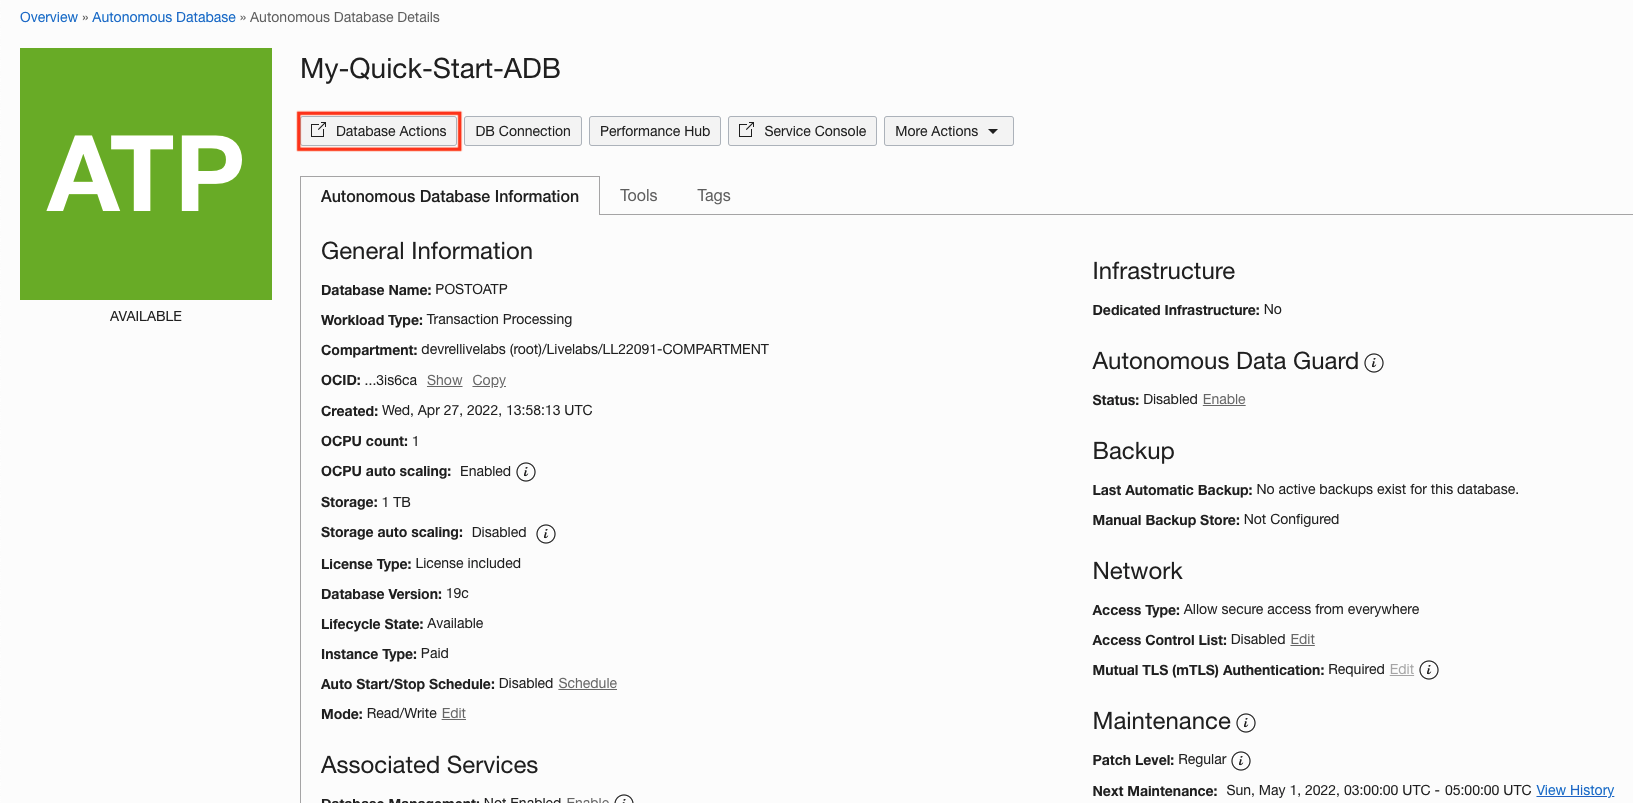 Overview » Autonomous Database » Autonomous Database Details
ATP
AVAILABLE
My-Quick-Start-ADB
Database Actions
DB Connection
Performance Hub
Service Console
More Actions
Autonomous Database Information
Tools
Tags
General Information
Database Name: POSTOATP
Workload Type: Transaction Processing
Compartment: devrellivelabs (root)/Livelabs/LL22091-COMPARTMENT
OCID: ...3is6ca Show Copy
Created: Wed, Apr 27, 2022, 13:58:13 UTC
OCPU count: 1
OCPU auto scaling: Enabled
Storage: 1 TB
Storage auto scaling: Disabled
License Type: License included
Database Version: 19c
Lifecycle State: Available
Instance Type: Paid
Auto Start/Stop Schedule: Disabled Schedule
Mode: Read/Write Edit
Associated Services
Database Management: Not Enabled Enable
Infrastructure
Dedicated Infrastructure: No
Autonomous Data Guard
Status: Disabled Enable
Backup
Last Automatic Backup: No active backups exist for this database.
Manual Backup Store: Not Configured
Network
Access Type: Allow secure access from everywhere
Access Control List: Disabled Edit
Mutual TLS (mTLS) Authentication: Required Edit
Maintenance
Patch Level: Regular
Next Maintenance: Sun, May 1, 2022, 03:00:00 UTC - 05:00:00 UTC View History